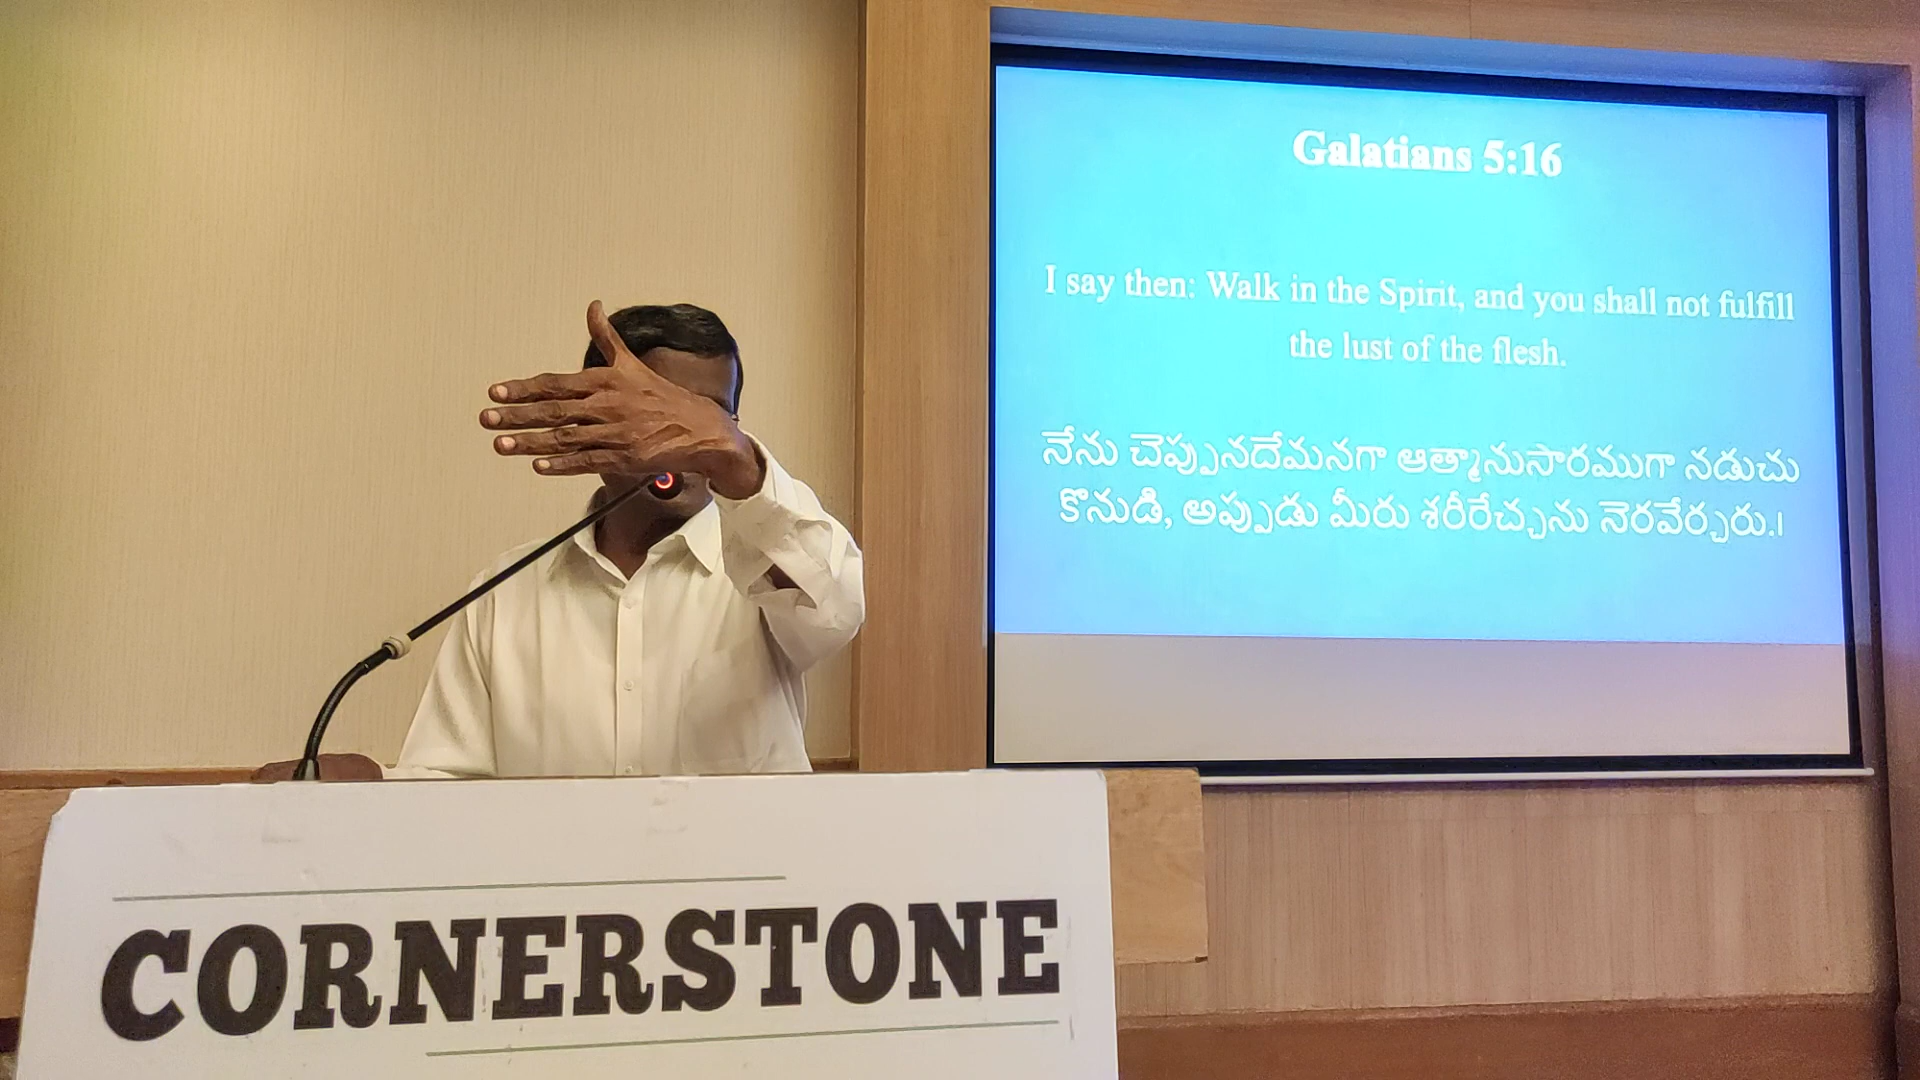 Galatians 5:16
I say then: Walk in the Spirit, and you shall not fulfill
the lust of the flesh.
నేను చెప్పునదేమనగా ఆత్మానుసారముగా నడుచు
కొనుడి, అప్పుడు మీరు శరీరేచ్ఛను నెరవేర్చరు.।
CORNERSTONE